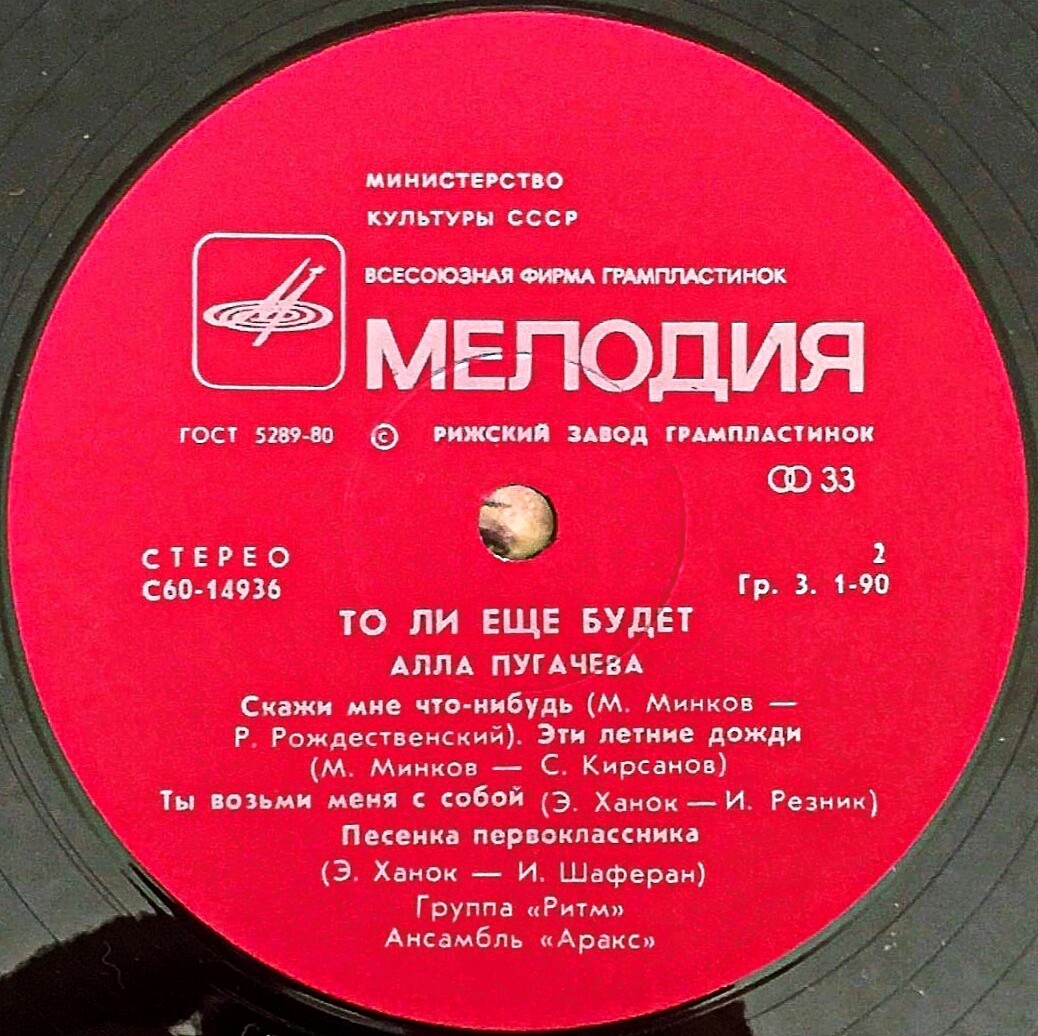 МИНИСТЕРСТВО
КУЛЬТУРЫ СССР
ВСЕСОЮЗНАЯ ФИРМА ГРАМПЛАСТИНОК
МЕЛОДИЯ
ГОСТ 5289-80 © РИЖСКИЙ ЗАВОД ГРАМПЛАСТИНОК
33
СТЕРЕО 2
С60-14936 Гр. 3. 1-90
ТО ЛИ ЕЩЕ БУДЕТ
АЛЛА ПУГАЧЕВА
Скажи мне что-нибудь (М. Минков —
Р. Рождественский). Эти летние дожди
(М. Минков — С. Кирсанов)
Ты возьми меня с собой (Э. Ханок — И. Резник)
Песенка первоклассника
(Э. Ханок — И. Шаферан)
Группа «Ритм»
Ансамбль «Аракс»